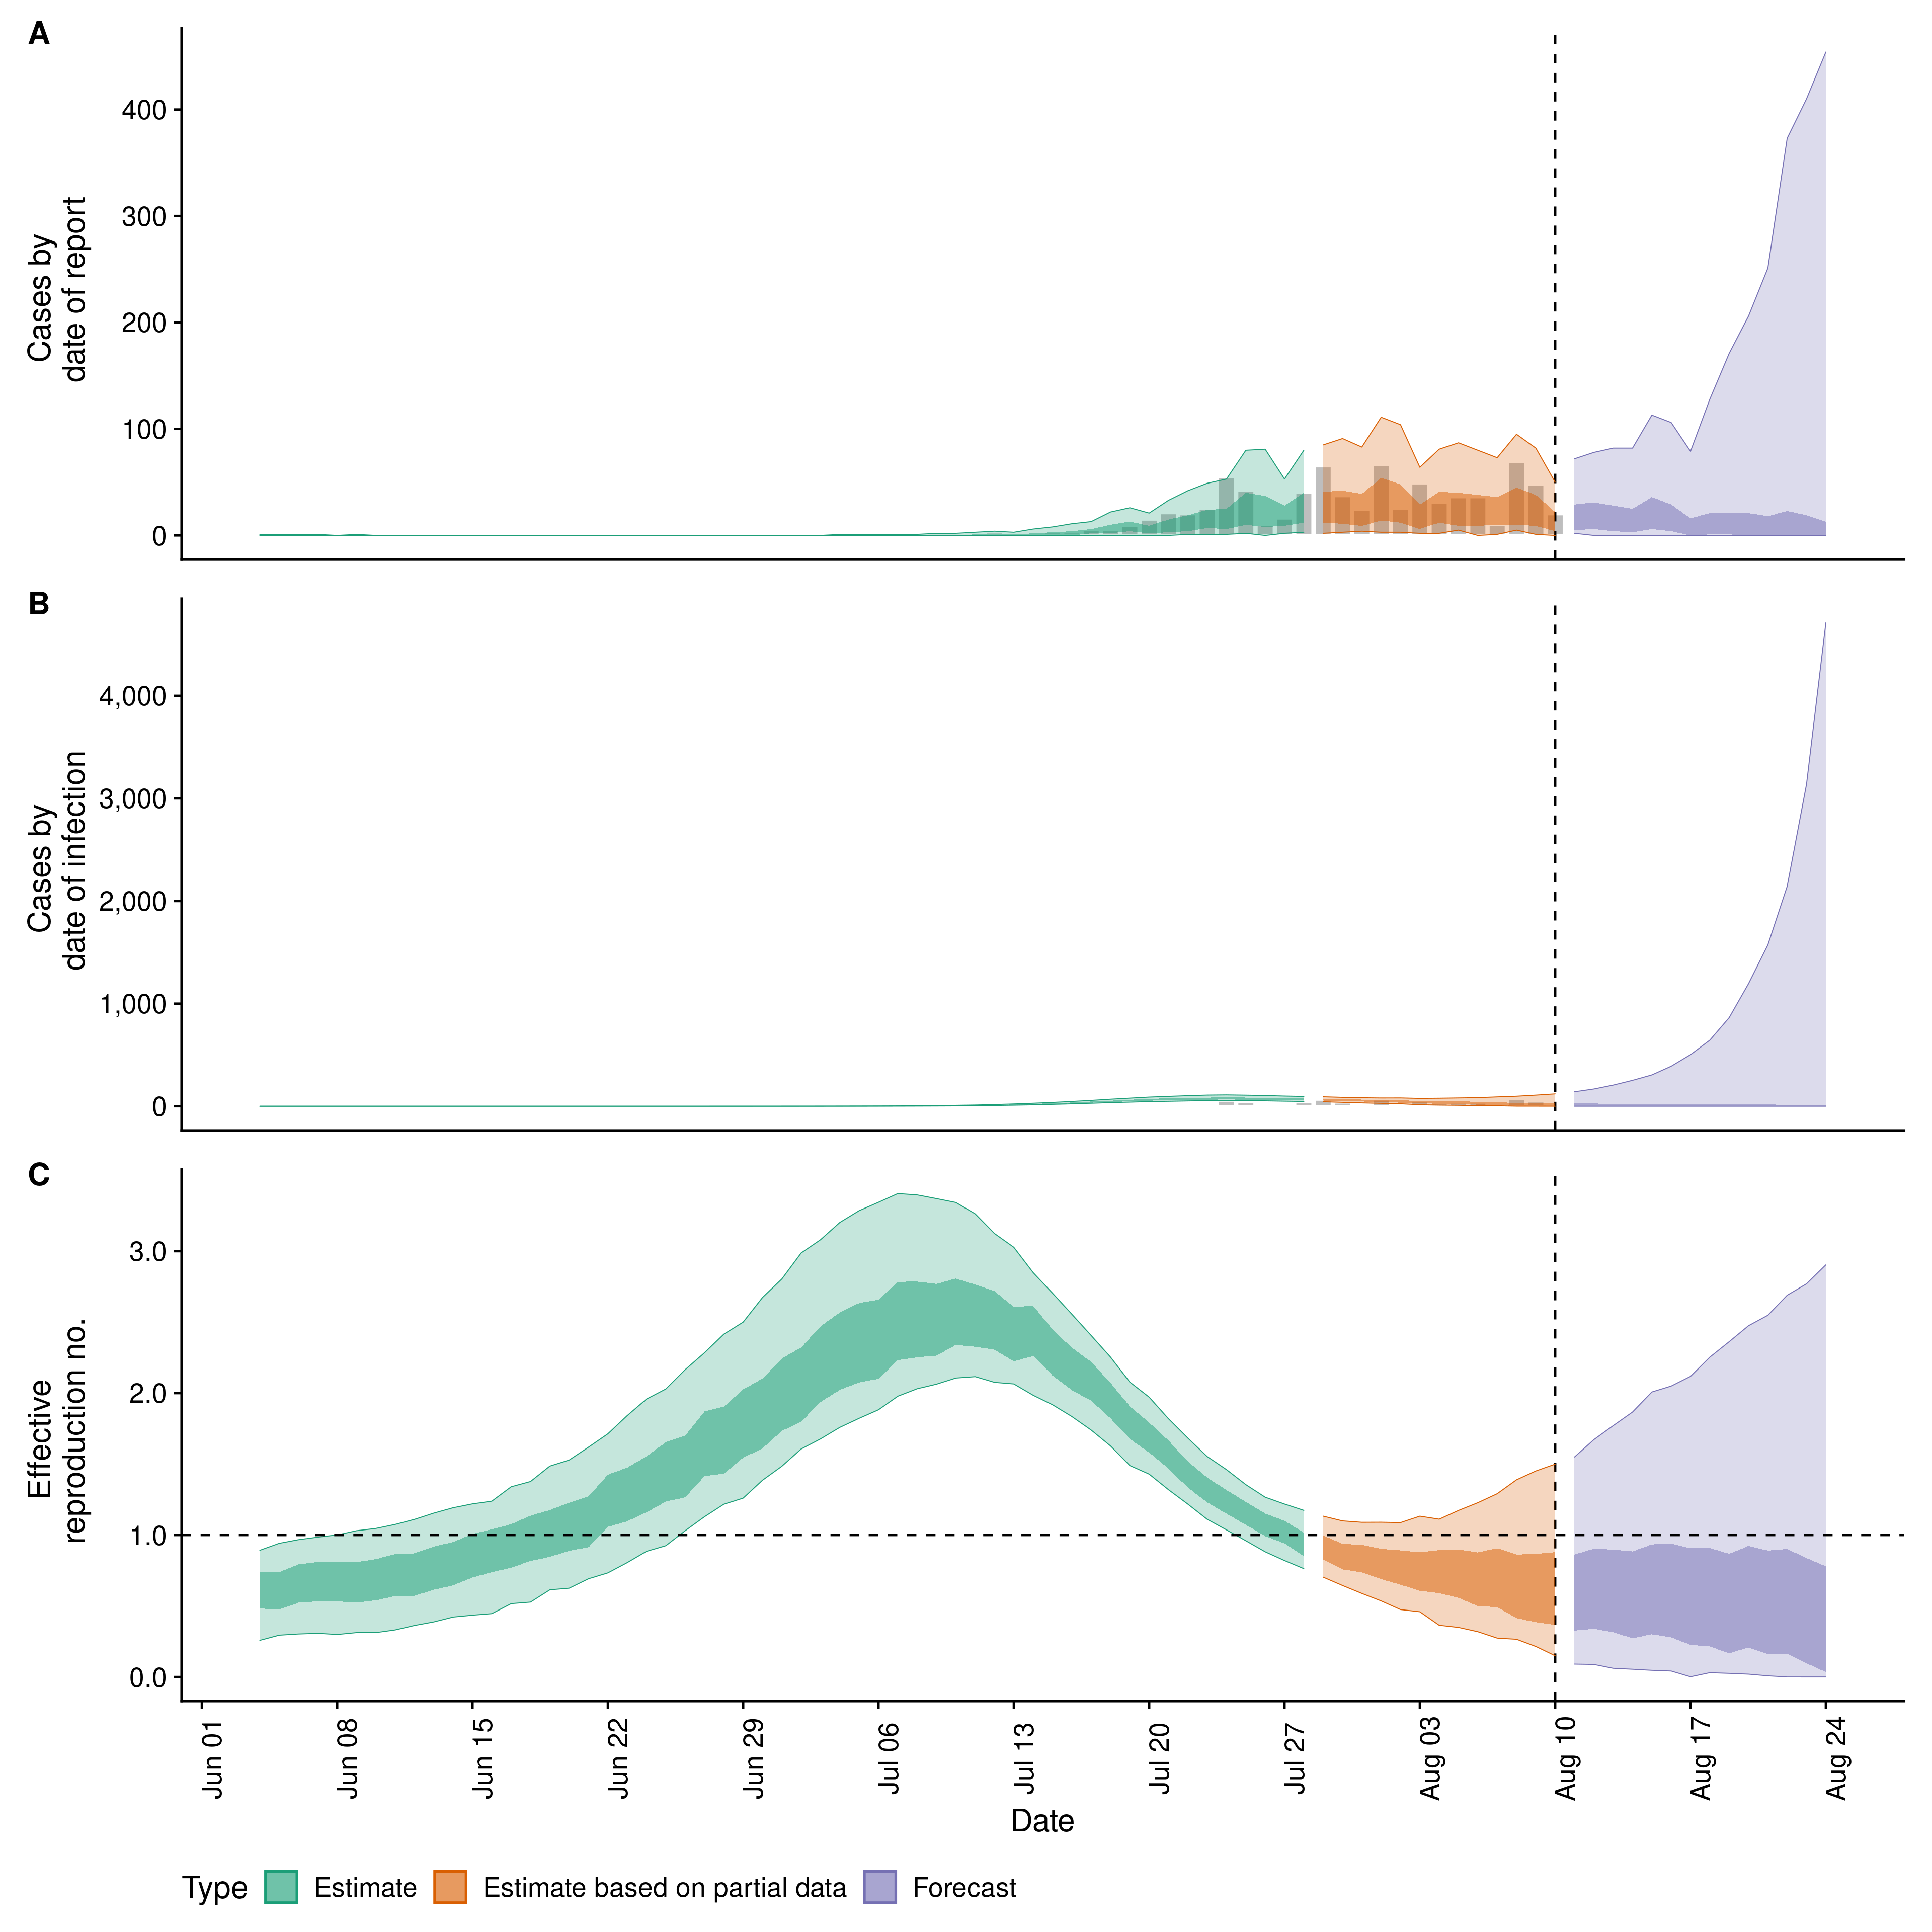 A
400
300
200
100
0
Cases by
date of report
B
4,000
3,000
2,000
1,000
0
Cases by
date of infection
C
3.0
2.0
1.0
0.0
Effective
reproduction no.
Jun 01
Jun 08
Jun 15
Jun 22
Jun 29
Jul 06
Jul 13
Jul 20
Jul 27
Aug 03
Aug 10
Aug 17
Aug 24
Date
Type Estimate Estimate based on partial data Forecast